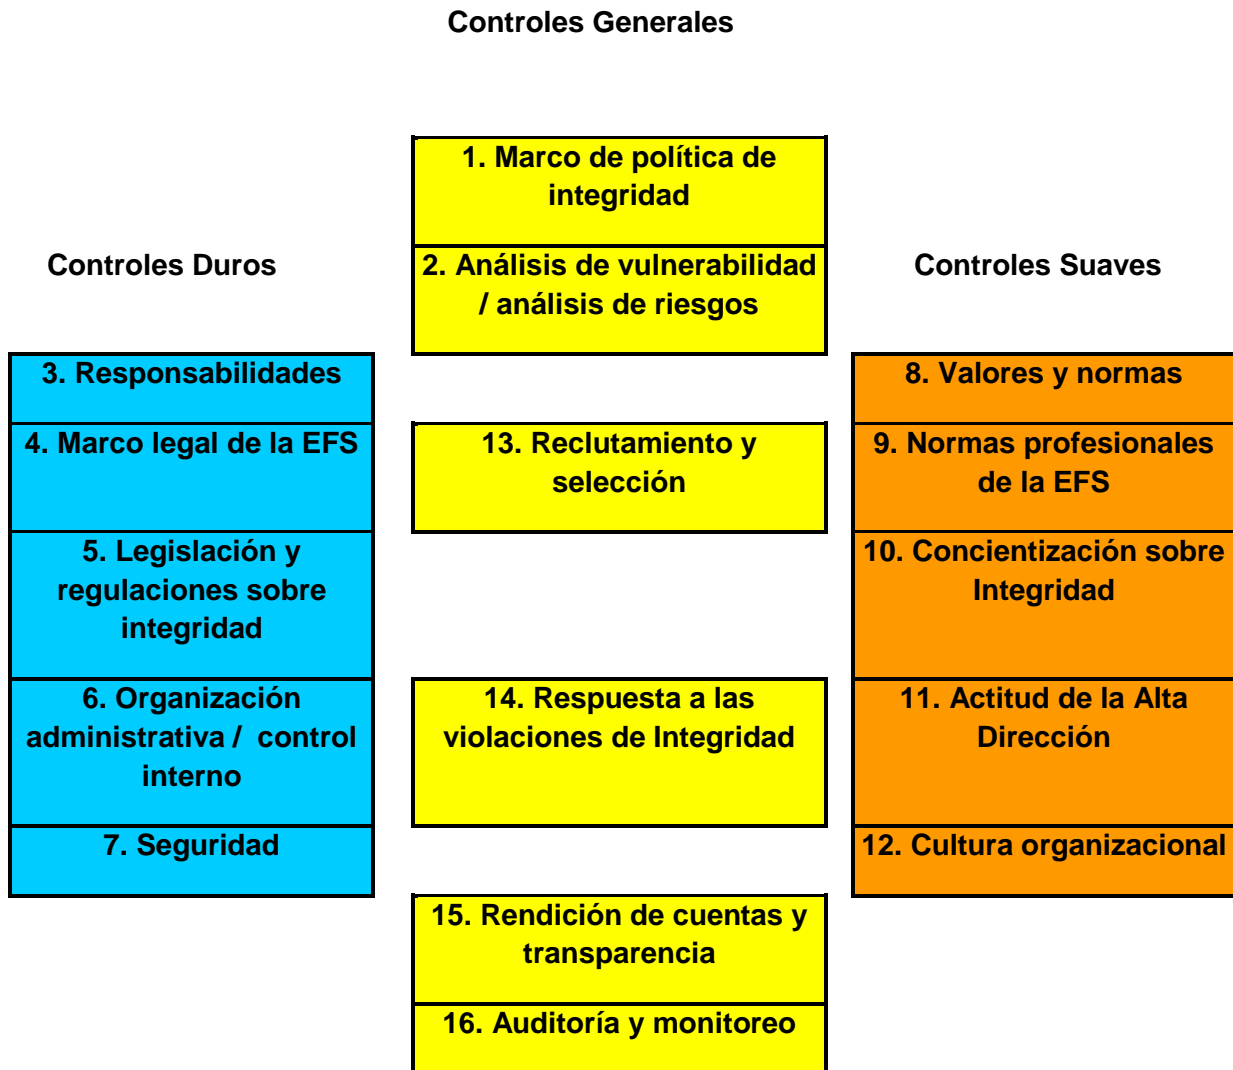 Controles Generales
1. Marco de política de
integridad
Controles Duros
2. Análisis de vulnerabilidad
/ análisis de riesgos
Controles Suaves
3. Responsabilidades
8. Valores y normas
4. Marco legal de la EFS
13. Reclutamiento y
selección
9. Normas profesionales
de la EFS
5. Legislación y
regulaciones sobre
integridad
10. Concientización sobre
Integridad
6. Organización
administrativa / control
interno
14. Respuesta a las
violaciones de Integridad
11. Actitud de la Alta
Dirección
7. Seguridad
12. Cultura organizacional
15. Rendición de cuentas y
transparencia
16. Auditoría y monitoreo